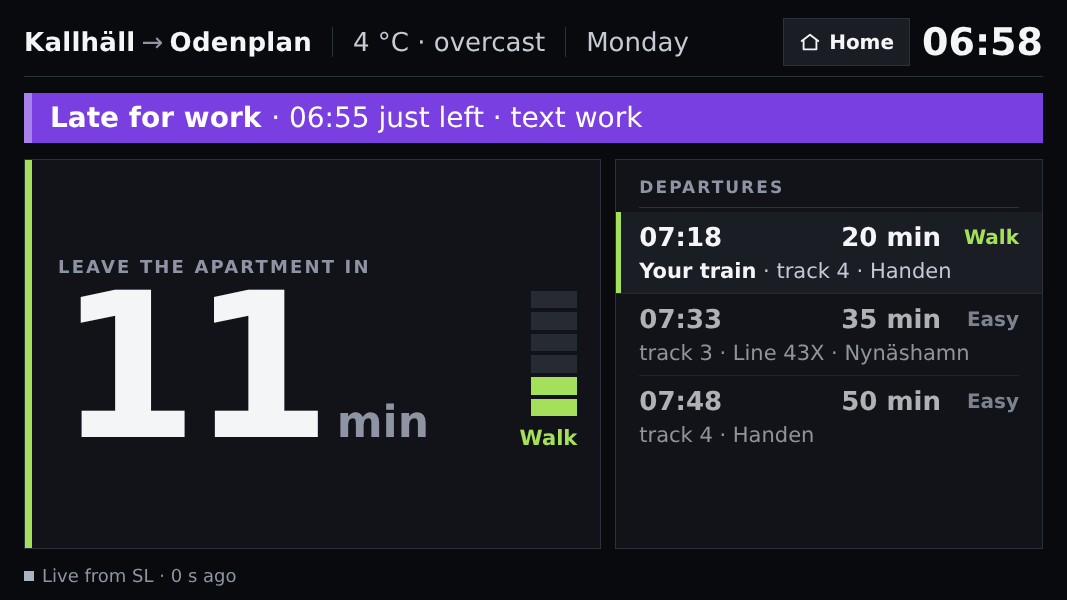 Kallhäll → Odenplan 4 °C · overcast Monday Home 06:58
Late for work · 06:55 just left · text work
LEAVE THE APARTMENT IN
11 min
Walk
DEPARTURES
07:18 20 min Walk
Your train · track 4 · Handen
07:33 35 min Easy
track 3 · Line 43X · Nynäshamn
07:48 50 min Easy
track 4 · Handen
Live from SL · 0 s ago